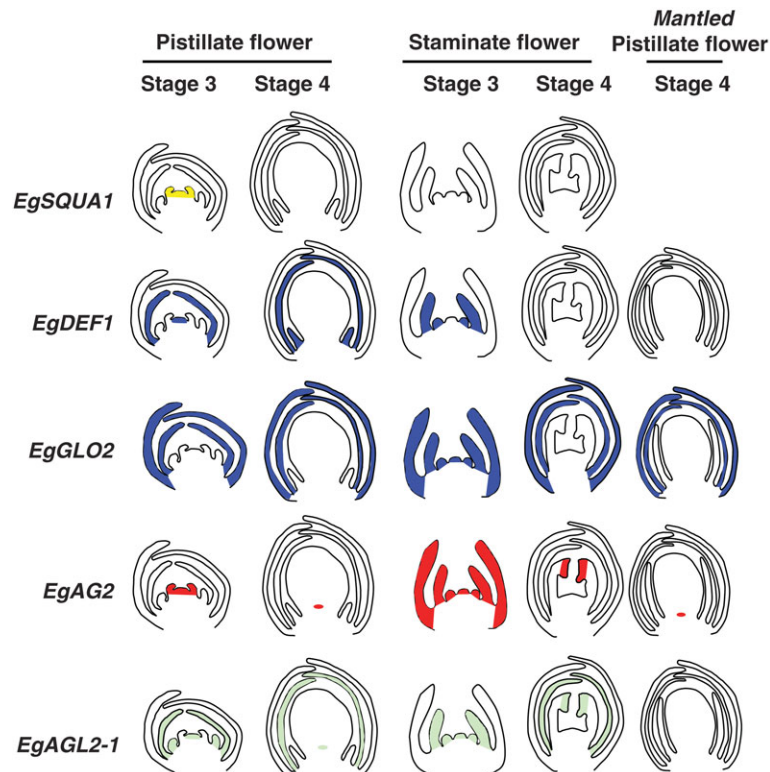 Mantled
Pistillate flower Staminate flower Pistillate flower
Stage 3 Stage 4 Stage 3 Stage 4 Stage 4
EgSQUA1
EgDEF1
EgGLO2
EgAG2
EgAGL2-1